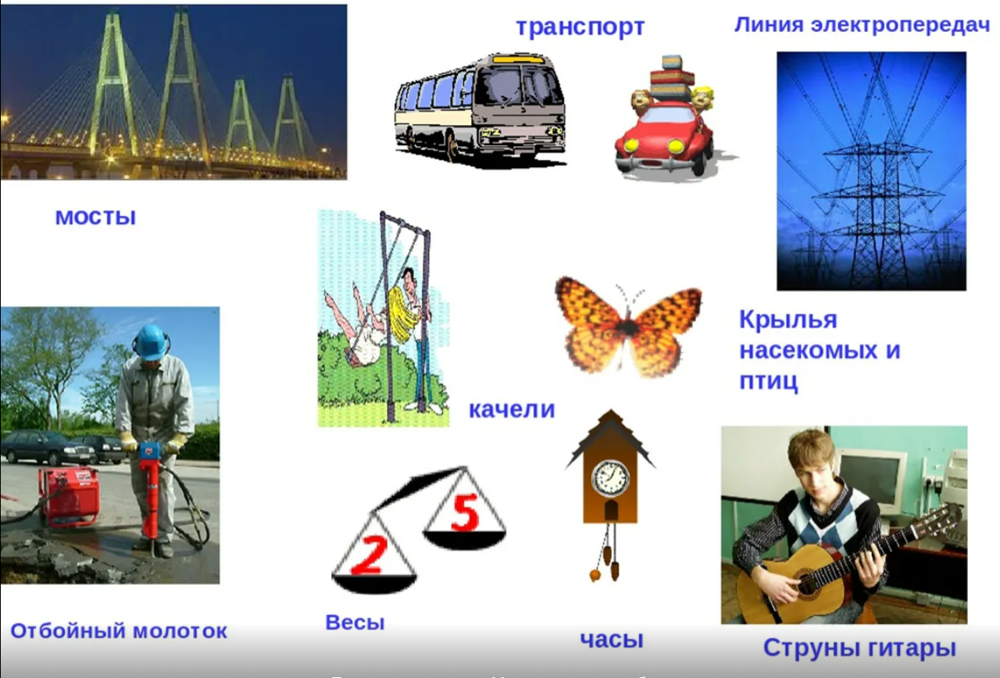 транспорт
Линия электропередач
мосты
Крылья
насекомых и
птиц
качели
5
2
Отбойный молоток
Весы
часы
Струны гитары